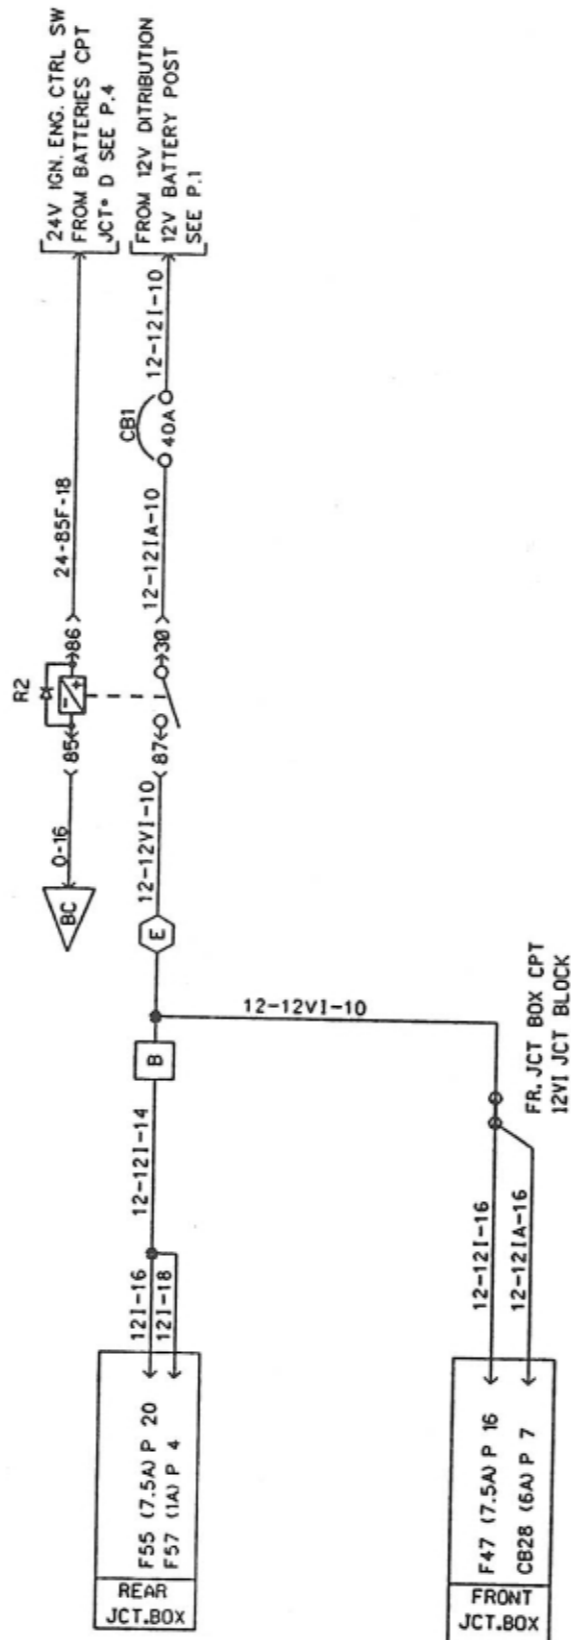 24V IGN. ENG. CTRL SW
FROM BATTERIES CPT
JCT• D SEE P.4
FROM 12V DITRIBUTION
12V BATTERY POST
SEE P.1
24-85F-18
12-12I-10
CB1
40A
12-12IA-10
R2
86
85
30
87
- +
0-16
BC
12-12VI-10
E
12-12VI-10
B
12-12I-14
12I-16
12I-18
FR. JCT BOX CPT
12VI JCT BLOCK
12-12I-16
12-12IA-16
F55 (7.5A) P 20
F57 (1A) P 4
REAR
JCT.BOX
F47 (7.5A) P 16
CB28 (6A) P 7
FRONT
JCT.BOX